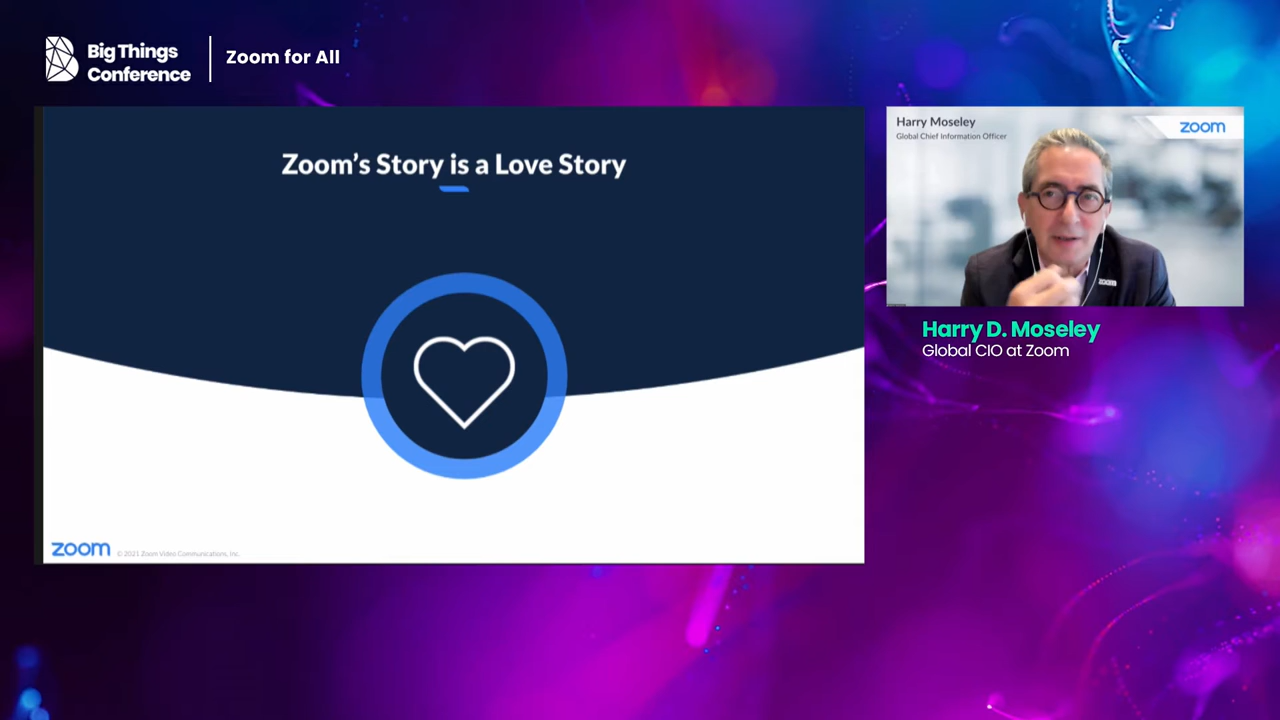 Big Things
Conference
Zoom for All
Zoom's Story is a Love Story
zoom
© 2021 Zoom Video Communications, Inc.
Harry Moseley
Global Chief Information Officer
zoom
zoom
Harry D. Moseley
Global CIO at Zoom